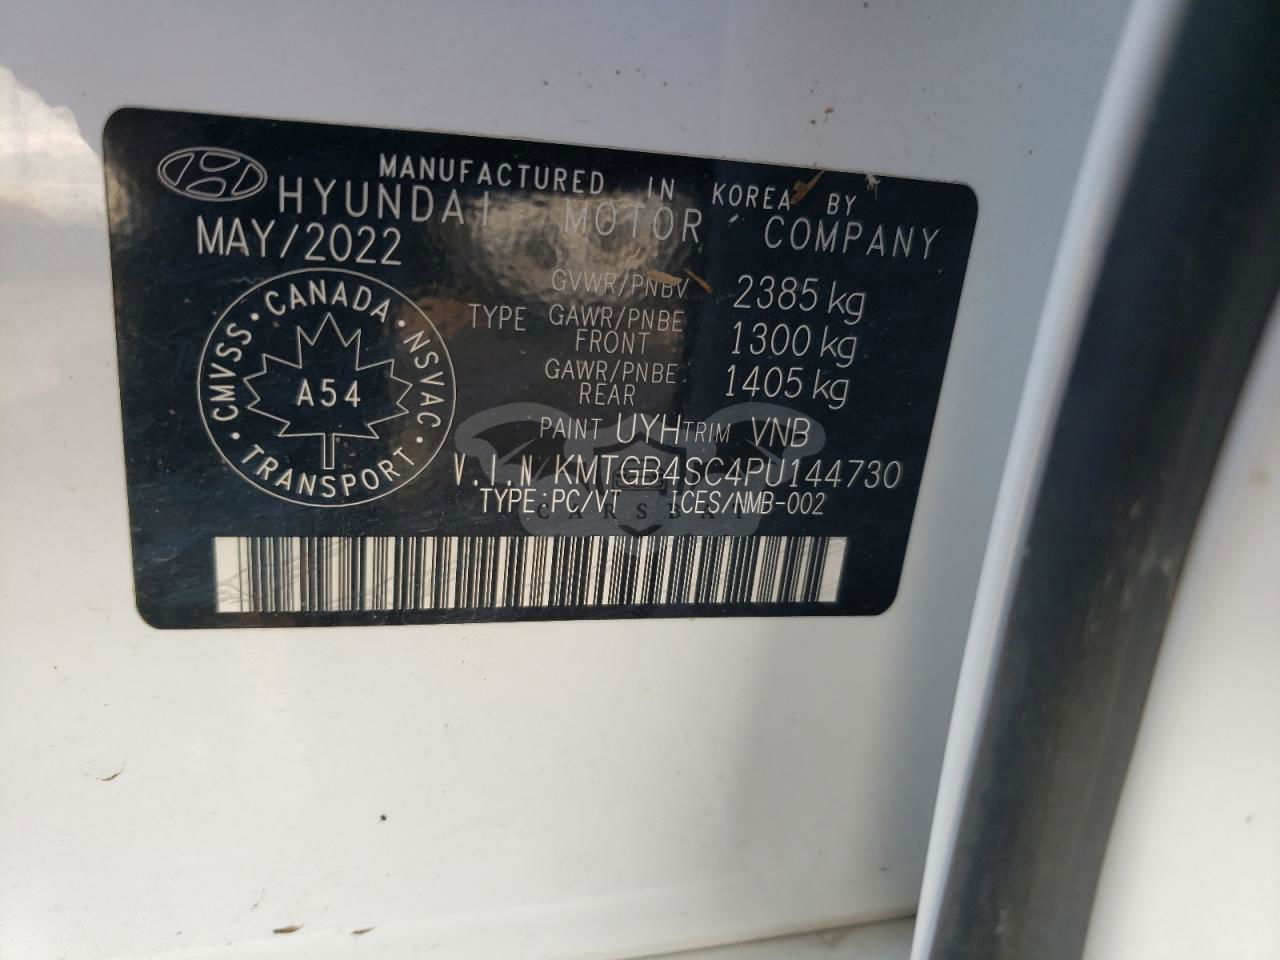 MANUFACTURED IN KOREA BY
HYUNDAI MOTOR COMPANY
MAY/2022
GVWR/PNBV 2385 kg
TYPE GAWR/PNBE FRONT 1300 kg
GAWR/PNBE REAR 1405 kg
PAINT UYH TRIM VNB
V.I.N KMTGB4SC4PU144730
TYPE:PC/VT ICES/NMB-002
CANADA · NSVAC · TRANSPORT · CMVSS ·
A54
CARSBAT